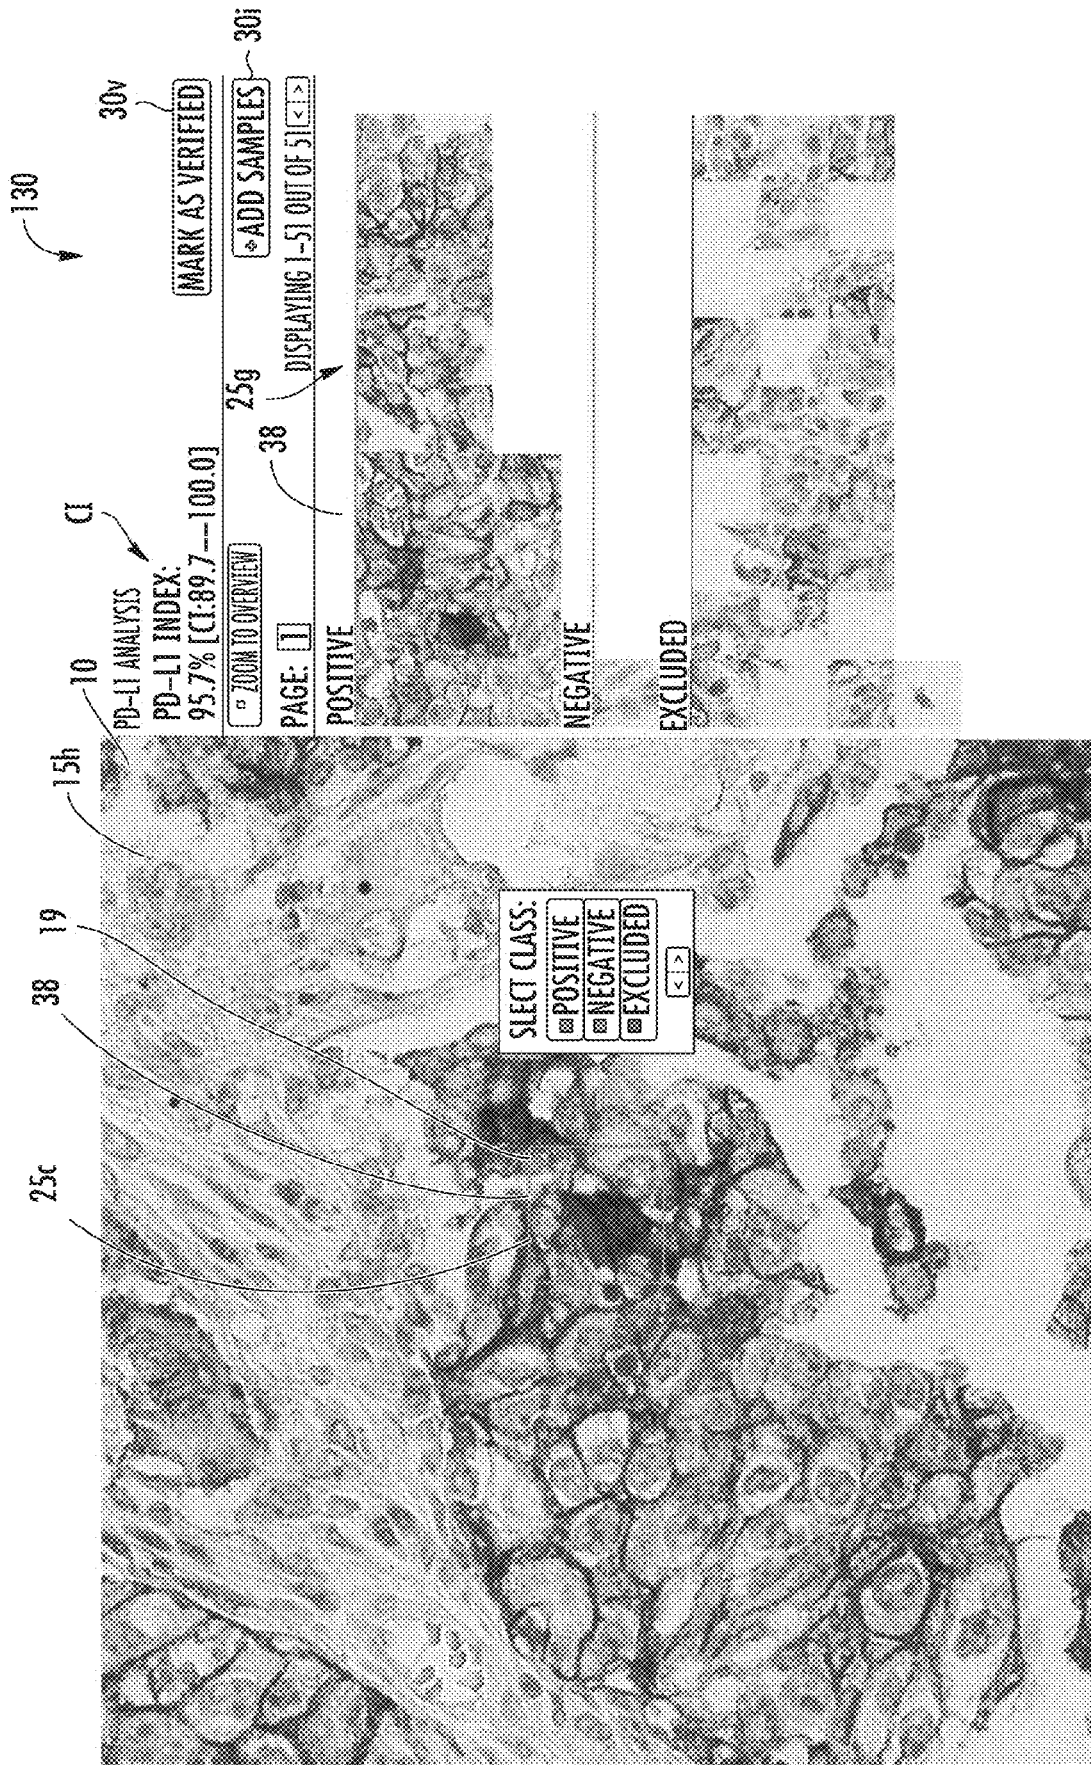 130
30v
30i
CI
10
15h
19
38
25c
PD-L1 ANALYSIS
PD-L1 INDEX:
95.7% [CI:89.7--100.0]
MARK AS VERIFIED
ZOOM TO OVERVIEW
+ADD SAMPLES
25g
PAGE: 1
DISPLAYING 1-51 OUT OF 51 < >
38
POSITIVE
NEGATIVE
EXCLUDED
SLECT CLASS:
POSITIVE
NEGATIVE
EXCLUDED
< >